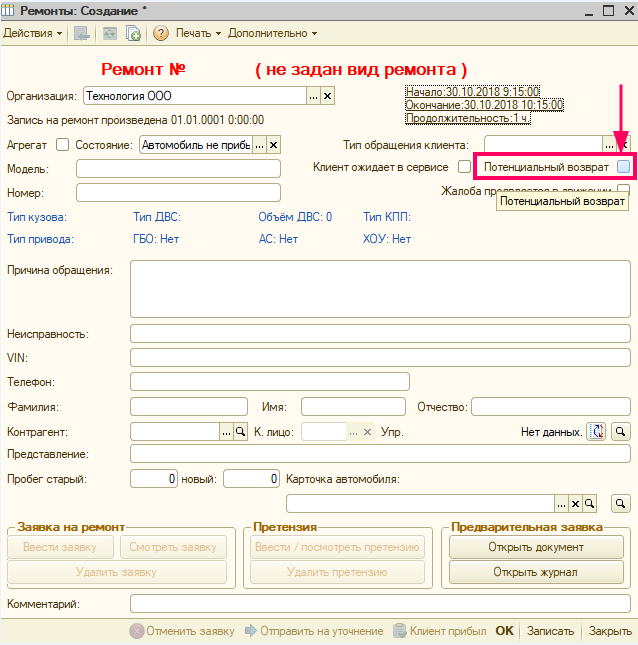 Ремонты: Создание *
Действия Печать Дополнительно
Ремонт № ( не задан вид ремонта )
Организация: Технология ООО ... ×
Начало:30.10.2018 9:15:00
Окончание:30.10.2018 10:15:00
Запись на ремонт произведена 01.01.0001 0:00:00
Продолжительность:1 ч.
Агрегат Состояние: Автомобиль не прибы ... × Тип обращения клиента: ... ×
Модель: Клиент ожидает в сервисе Потенциальный возврат
Номер: Жалоба проявляется в движении
Потенциальный возврат
Тип кузова: Тип ДВС: Объём ДВС: 0 Тип КПП:
Тип привода: ГБО: Нет АС: Нет ХОУ: Нет
Причина обращения:
Неисправность:
VIN:
Телефон:
Фамилия: Имя: Отчество:
Контрагент: ... К. лицо: ... × Упр. Нет данных.
Представление:
Пробег старый: 0 новый: 0 Карточка автомобиля:
... ×
Заявка на ремонт Претензия Предварительная заявка
Ввести заявку Смотреть заявку Ввести / посмотреть претензию Открыть документ
Удалить заявку Удалить претензию Открыть журнал
Комментарий:
Отменить заявку Отправить на уточнение Клиент прибыл OK Записать Закрыть